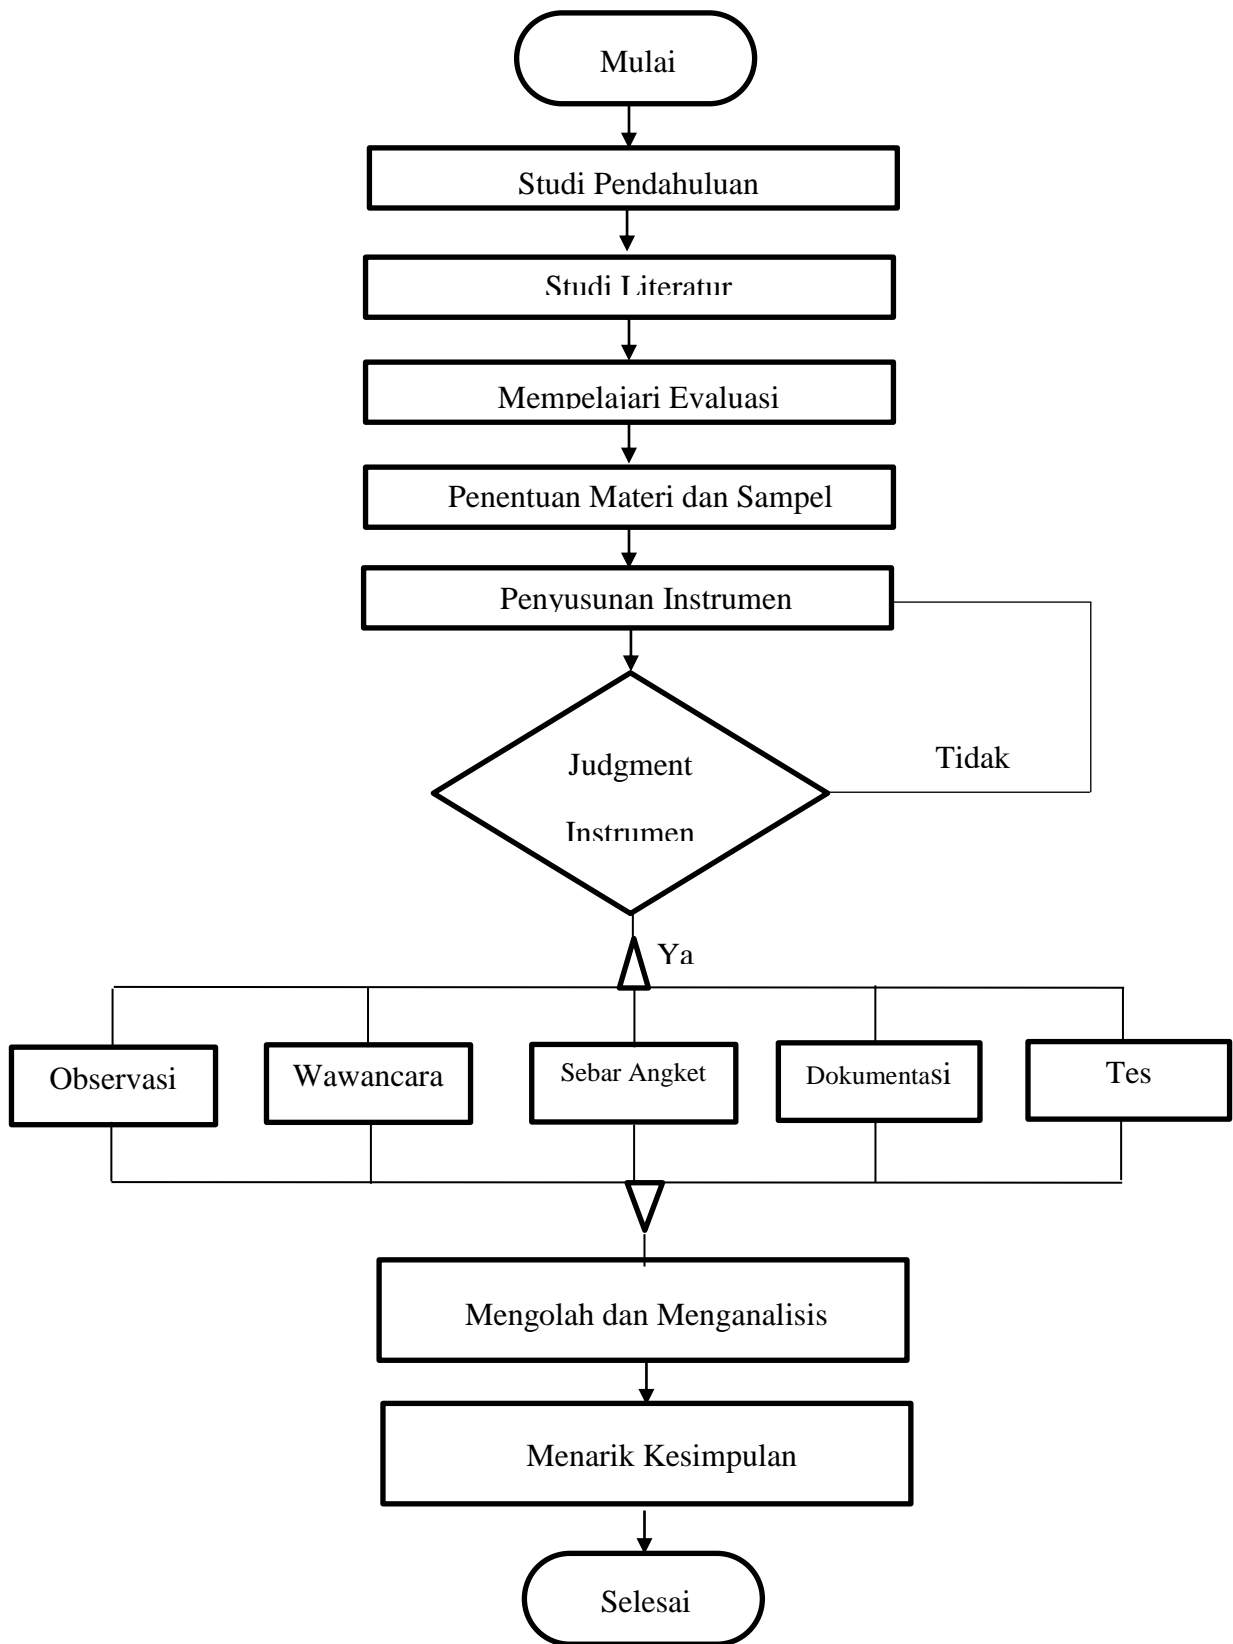 Mulai
Studi Pendahuluan
Studi Literatur
Mempelajari Evaluasi
Penentuan Materi dan Sampel
Penyusunan Instrumen
Judgment
Instrumen
Tidak
Ya
Observasi
Wawancara
Sebar Angket
Dokumentasi
Tes
Mengolah dan Menganalisis
Menarik Kesimpulan
Selesai